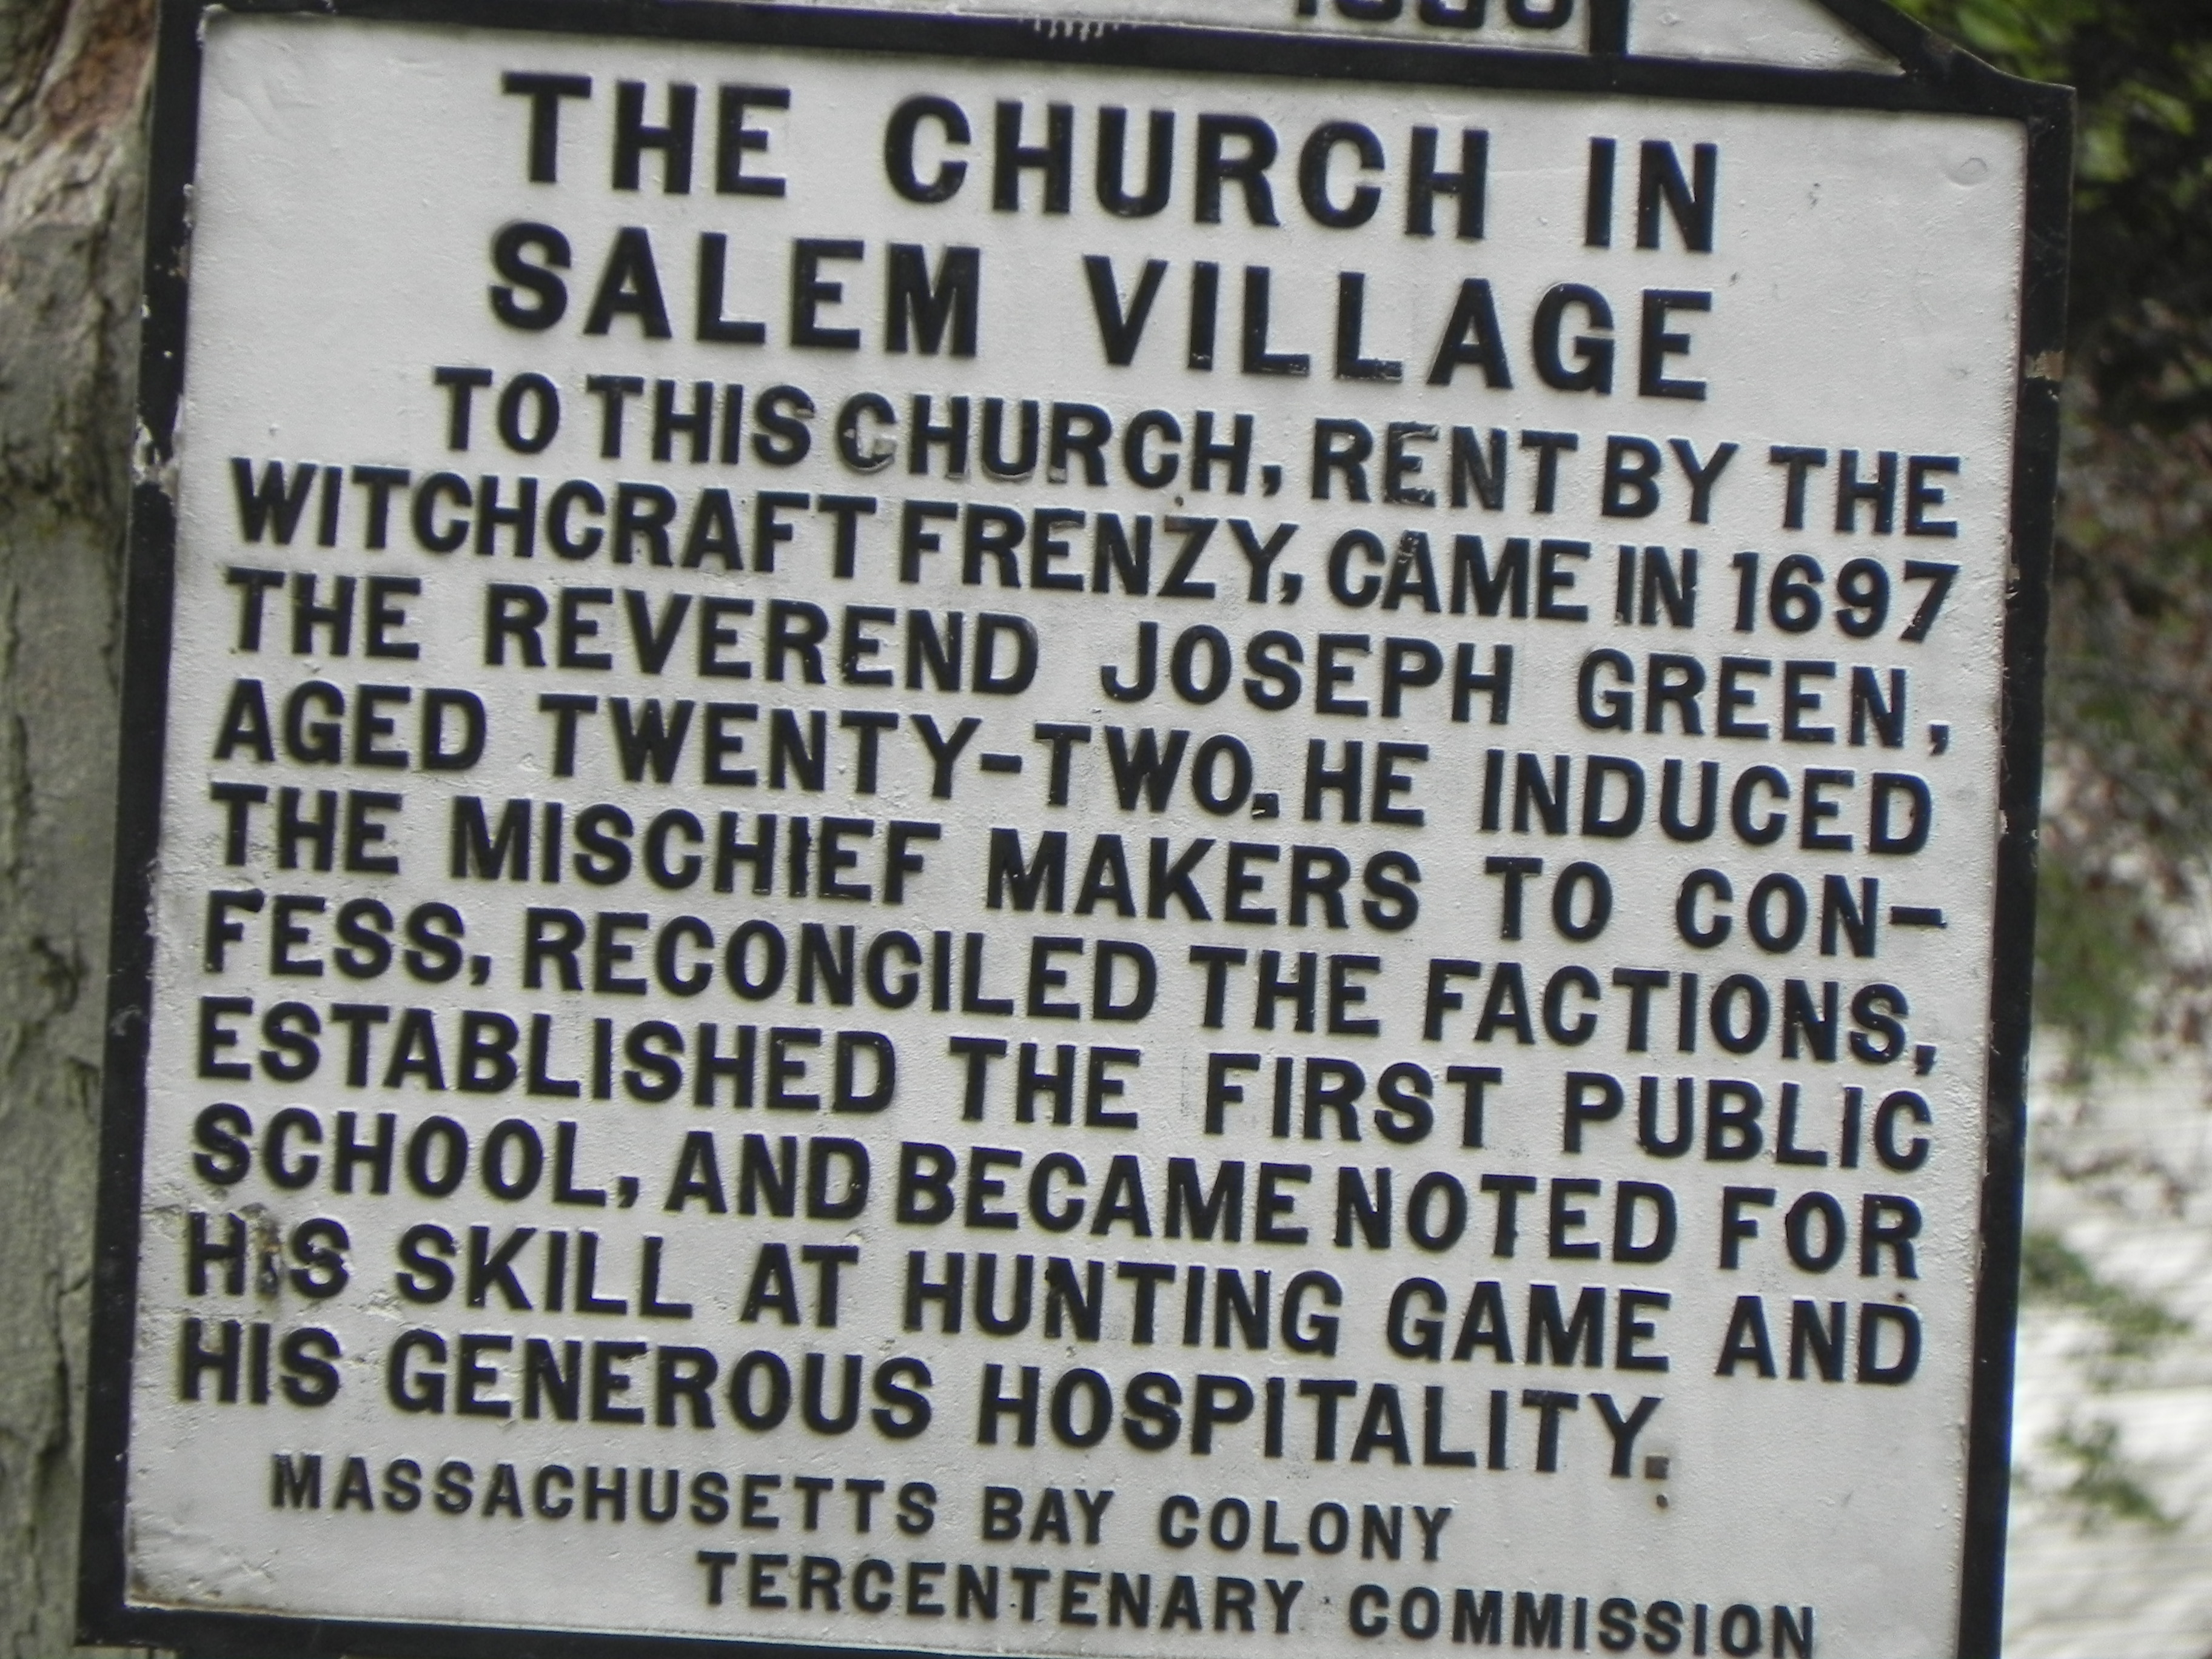 THE CHURCH IN
SALEM VILLAGE
TO THIS CHURCH, RENT BY THE
WITCHCRAFT FRENZY, CAME IN 1697
THE REVEREND JOSEPH GREEN,
AGED TWENTY-TWO. HE INDUCED
THE MISCHIEF MAKERS TO CON-
FESS, RECONCILED THE FACTIONS,
ESTABLISHED THE FIRST PUBLIC
SCHOOL, AND BECAME NOTED FOR
HIS SKILL AT HUNTING GAME AND
HIS GENEROUS HOSPITALITY.
MASSACHUSETTS BAY COLONY
TERCENTENARY COMMISSION